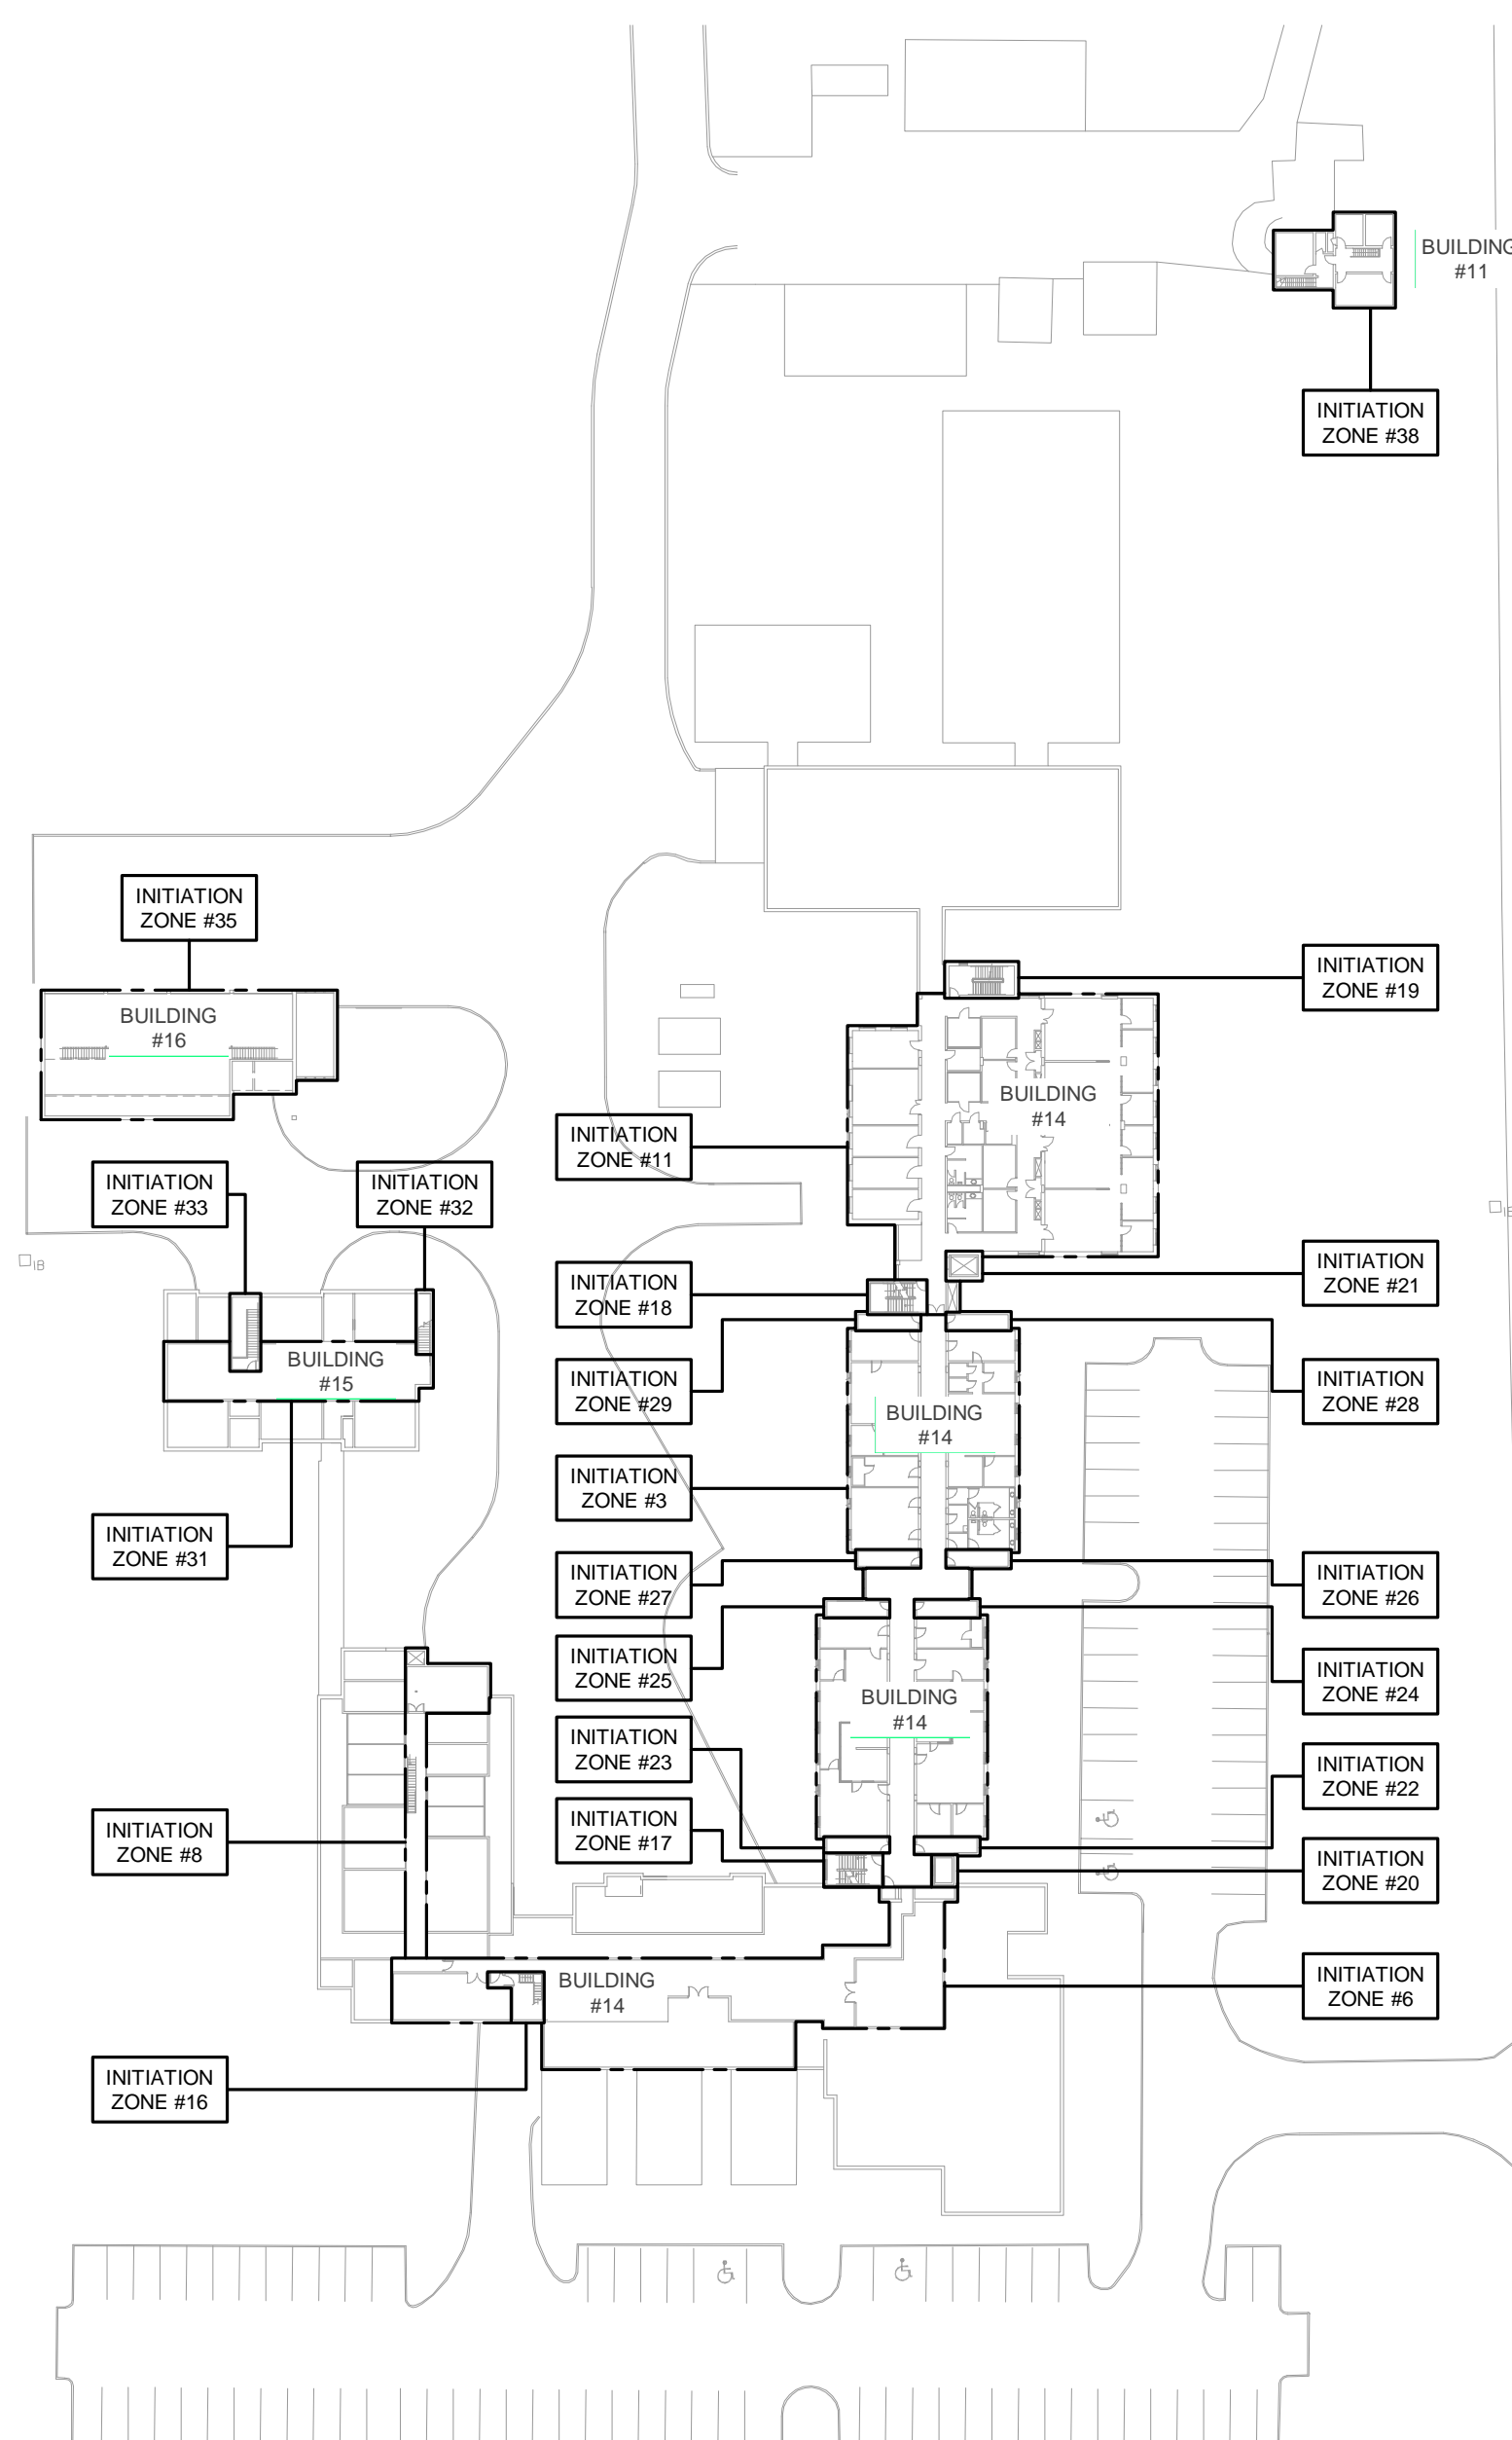 BUILDING
#11
INITIATION
ZONE #38
INITIATION
ZONE #35
BUILDING
#16
INITIATION
ZONE #19
BUILDING
#14
INITIATION
ZONE #11
INITIATION
ZONE #33
INITIATION
ZONE #32
IB
INITIATION
ZONE #18
INITIATION
ZONE #21
BUILDING
#15
INITIATION
ZONE #29
BUILDING
#14
INITIATION
ZONE #28
INITIATION
ZONE #3
INITIATION
ZONE #31
INITIATION
ZONE #27
INITIATION
ZONE #26
INITIATION
ZONE #25
INITIATION
ZONE #24
BUILDING
#14
INITIATION
ZONE #23
INITIATION
ZONE #22
INITIATION
ZONE #8
INITIATION
ZONE #17
INITIATION
ZONE #20
BUILDING
#14
INITIATION
ZONE #6
INITIATION
ZONE #16